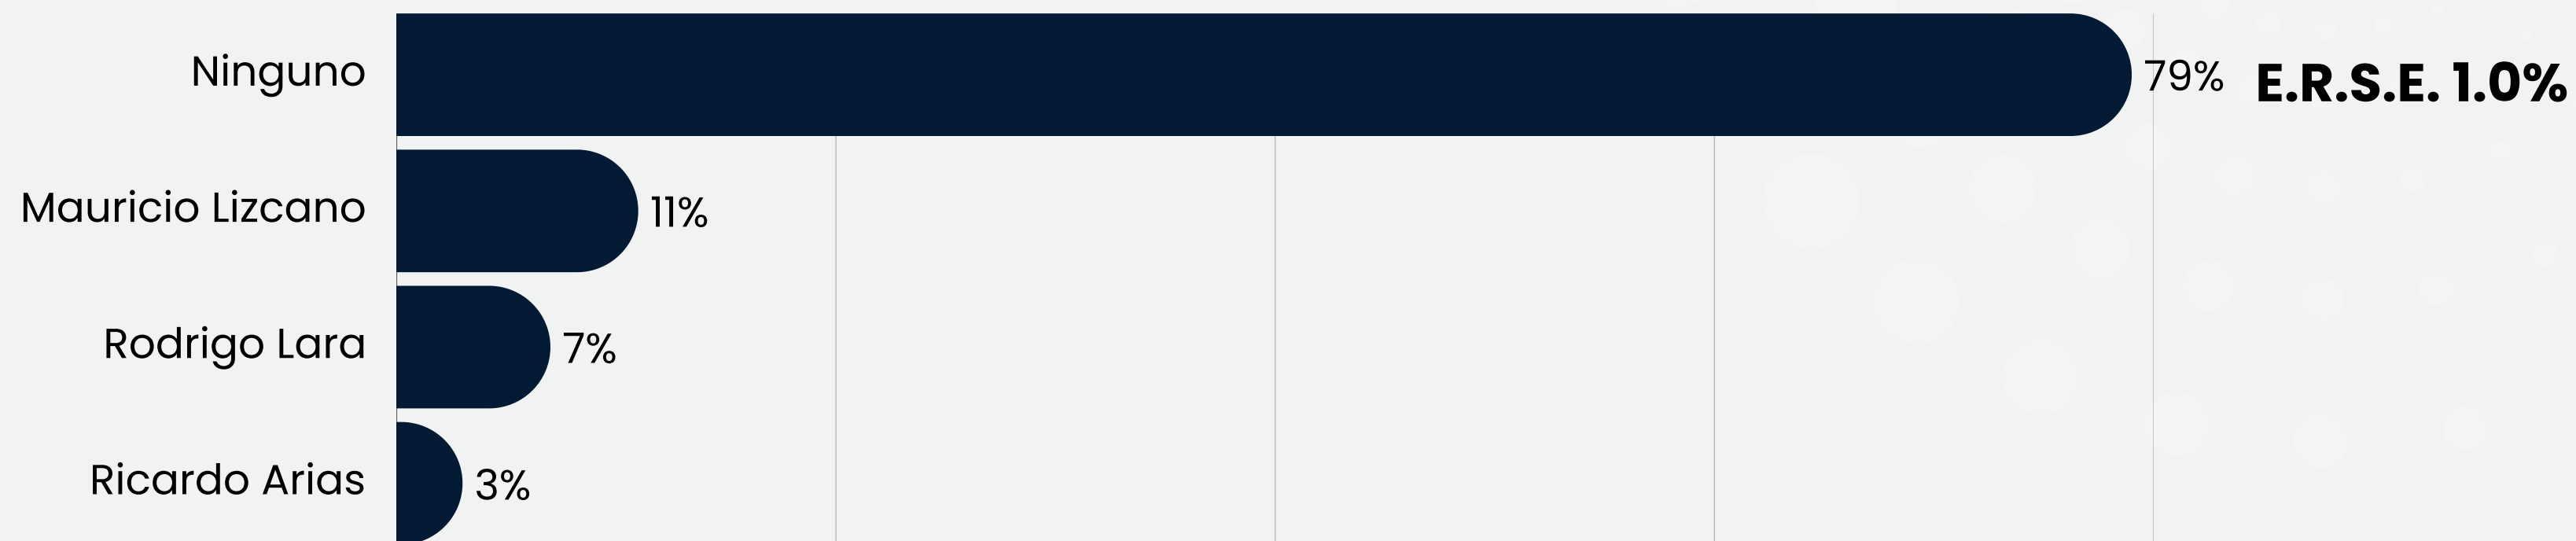 Ninguno 79% E.R.S.E. 1.0%
Mauricio Lizcano 11%
Rodrigo Lara 7%
Ricardo Arias 3%